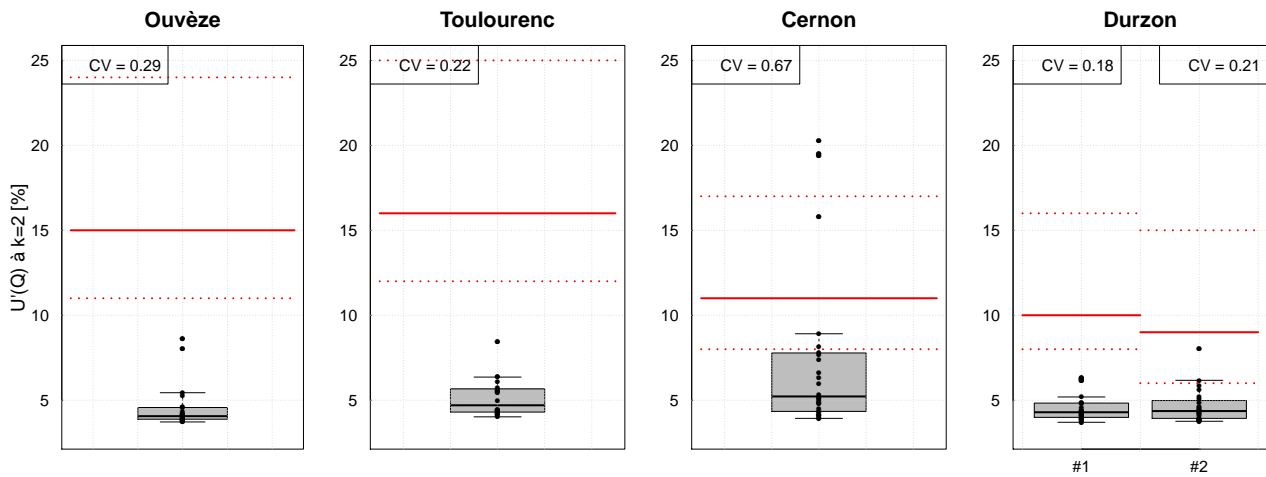 Ouvèze
Toulourenc
Cernon
Durzon
U'(Q) à k=2 [%]
25
20
15
10
5
CV = 0.29
25
20
15
10
5
CV = 0.22
25
20
15
10
5
CV = 0.67
25
20
15
10
5
CV = 0.18
CV = 0.21
#1
#2